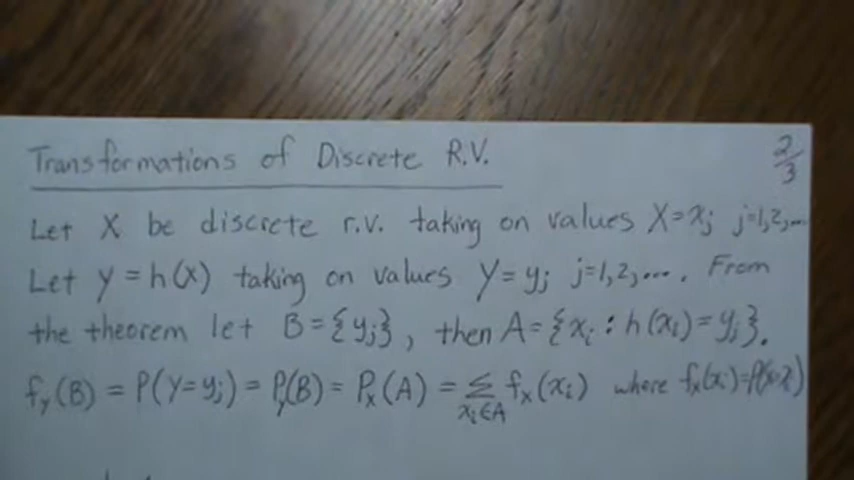 Transformations of Discrete R.V.
2/3
Let X be discrete r.v. taking on values X=xj j=1,2,...
Let y=h(x) taking on values Y=yj j=1,2,.... From
the theorem let B={yj}, then A={xi : h(xi)=yj}.
fy(B) = P(Y=yj) = Py(B) = Px(A) = Σ fx(xi) where fx(xi)=
xi∈A